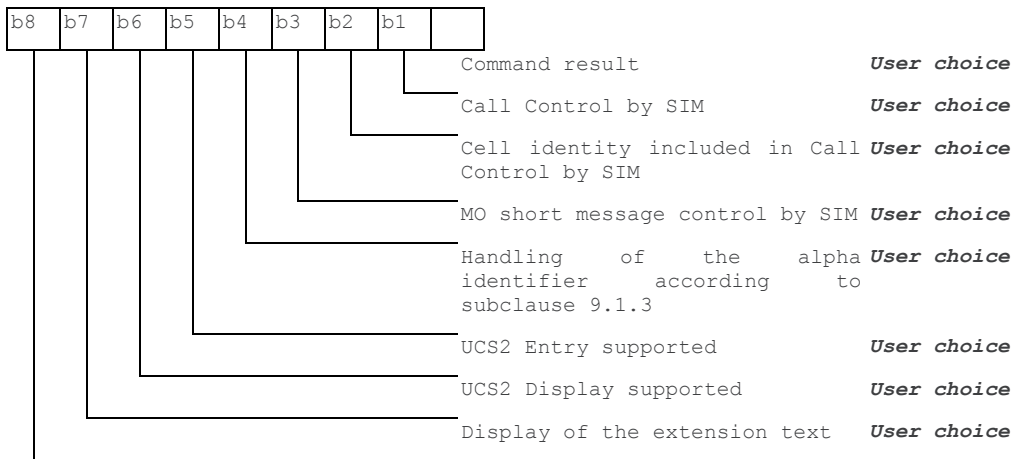 b8 b7 b6 b5 b4 b3 b2 b1
Command result User choice
Call Control by SIM User choice
Cell identity included in Call User choice
Control by SIM
MO short message control by SIM User choice
Handling of the alpha User choice
identifier according to
subclause 9.1.3
UCS2 Entry supported User choice
UCS2 Display supported User choice
Display of the extension text User choice